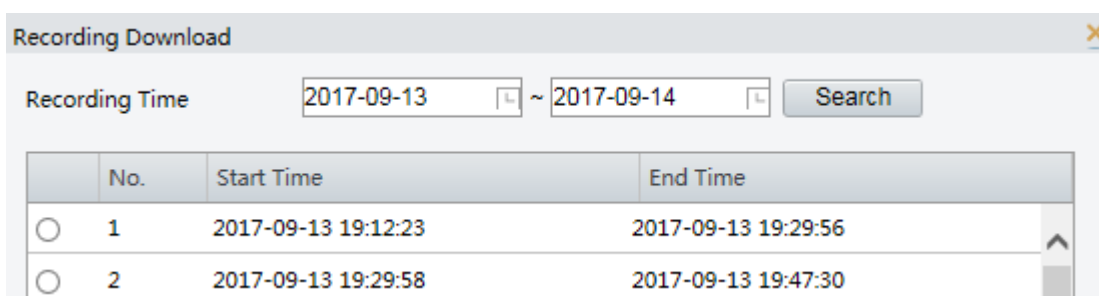 Recording Download
Recording Time 2017-09-13 ~ 2017-09-14 Search
No. Start Time End Time
1 2017-09-13 19:12:23 2017-09-13 19:29:56
2 2017-09-13 19:29:58 2017-09-13 19:47:30